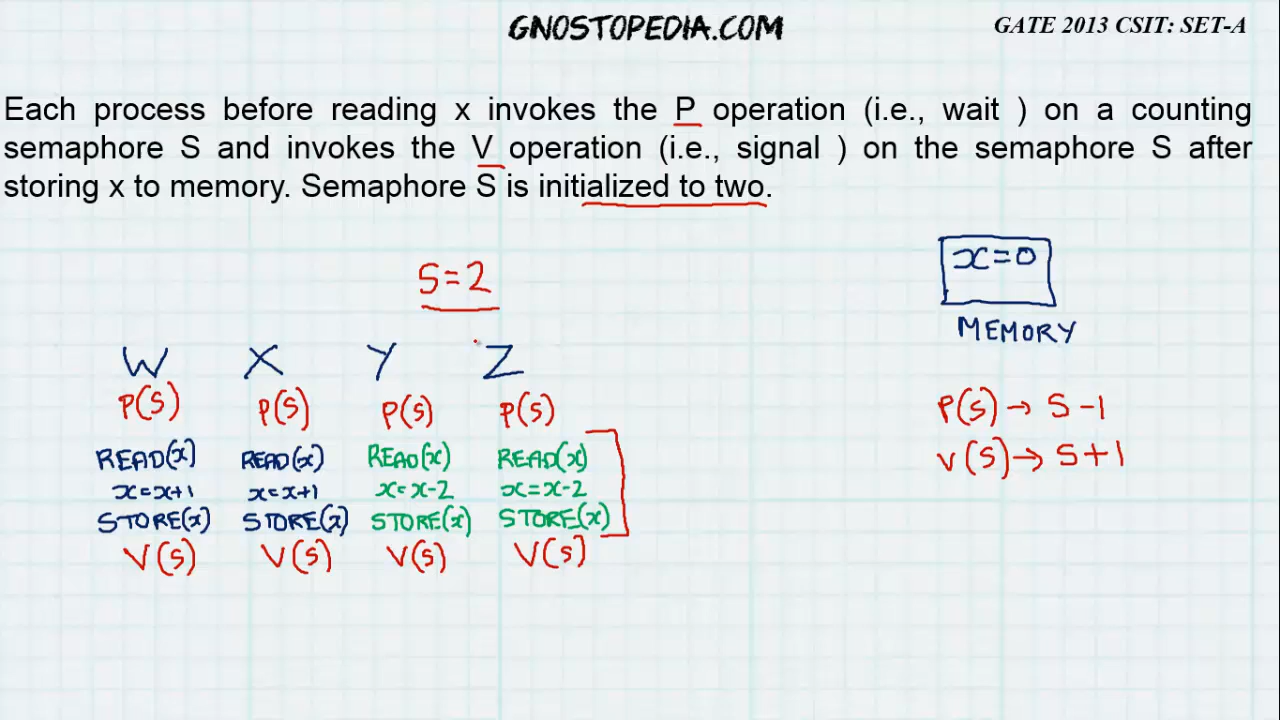 GNOSTOPEDIA.COM
GATE 2013 CSIT: SET-A
Each process before reading x invokes the P operation (i.e., wait ) on a counting
semaphore S and invokes the V operation (i.e., signal ) on the semaphore S after
storing x to memory. Semaphore S is initialized to two.
S=2
x=0
MEMORY
W X Y Z
P(S) P(S) P(S) P(S)
READ(x) READ(x) READ(x) READ(x)
x=x+1 x=x+1 x=x-2 x=x-2
STORE(x) STORE(x) STORE(x) STORE(x)
V(S) V(S) V(S) V(S)
P(S) → S-1
V(S) → S+1